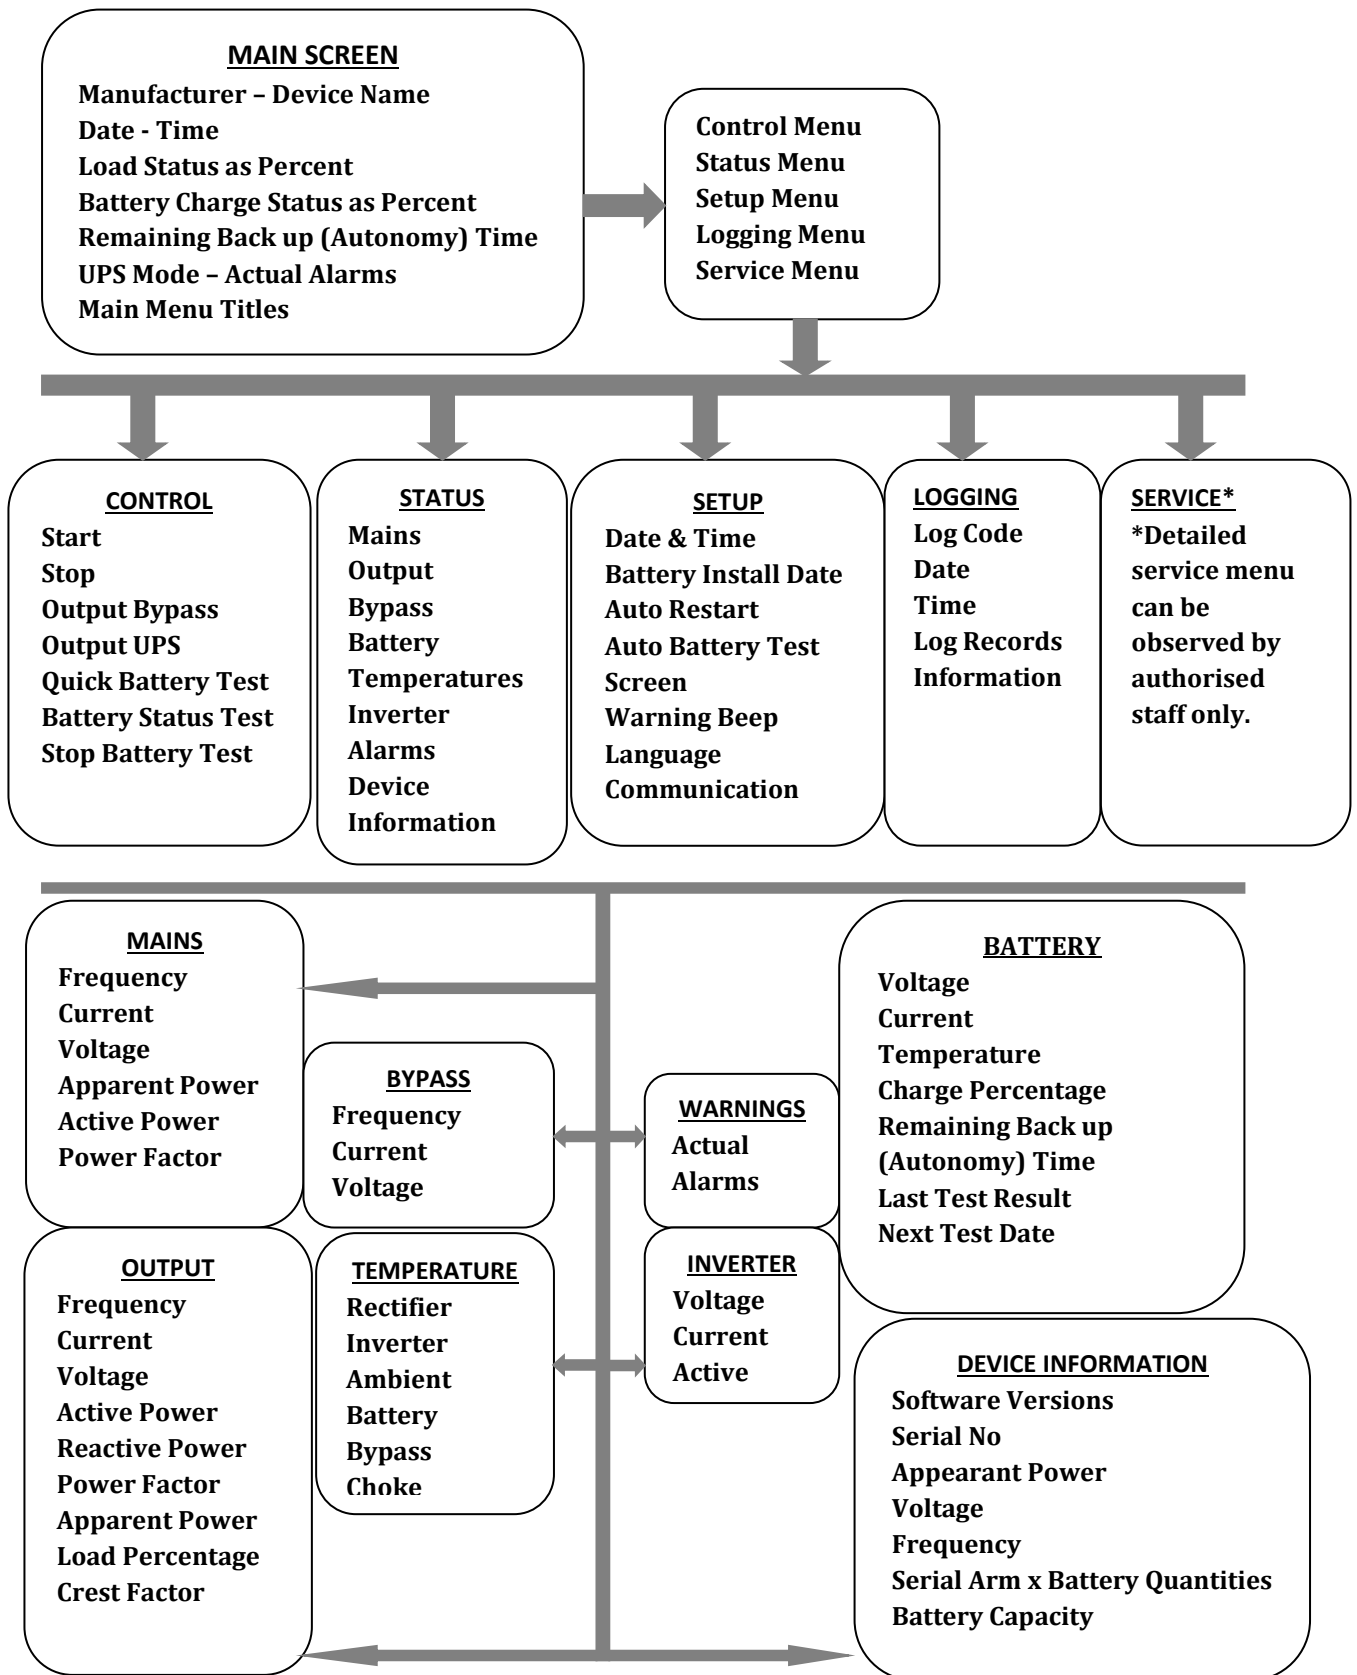 MAIN SCREEN
Manufacturer – Device Name
Date - Time
Load Status as Percent
Battery Charge Status as Percent
Remaining Back up (Autonomy) Time
UPS Mode – Actual Alarms
Main Menu Titles
Control Menu
Status Menu
Setup Menu
Logging Menu
Service Menu
CONTROL
Start
Stop
Output Bypass
Output UPS
Quick Battery Test
Battery Status Test
Stop Battery Test
STATUS
Mains
Output
Bypass
Battery
Temperatures
Inverter
Alarms
Device
Information
SETUP
Date & Time
Battery Install Date
Auto Restart
Auto Battery Test
Screen
Warning Beep
Language
Communication
LOGGING
Log Code
Date
Time
Log Records
Information
SERVICE*
*Detailed
service menu
can be
observed by
authorised
staff only.
MAINS
Frequency
Current
Voltage
Apparent Power
Active Power
Power Factor
BYPASS
Frequency
Current
Voltage
WARNINGS
Actual
Alarms
BATTERY
Voltage
Current
Temperature
Charge Percentage
Remaining Back up
(Autonomy) Time
Last Test Result
Next Test Date
OUTPUT
Frequency
Current
Voltage
Active Power
Reactive Power
Power Factor
Apparent Power
Load Percentage
Crest Factor
TEMPERATURE
Rectifier
Inverter
Ambient
Battery
Bypass
Choke
INVERTER
Voltage
Current
Active
DEVICE INFORMATION
Software Versions
Serial No
Appearant Power
Voltage
Frequency
Serial Arm x Battery Quantities
Battery Capacity